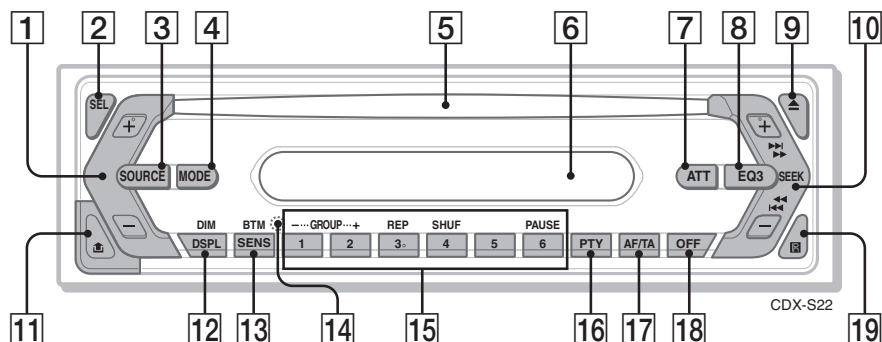 1 2 3 4 5 6 7 8 9 10
SEL
+ +
SOURCE MODE ATT EQ3 SEEK
− −
DIM BTM −···GROUP···+ REP SHUF PAUSE
DSPL SENS 1 2 3 4 5 6 PTY AF/TA OFF R
CDX-S22
11 12 13 14 15 16 17 18 19